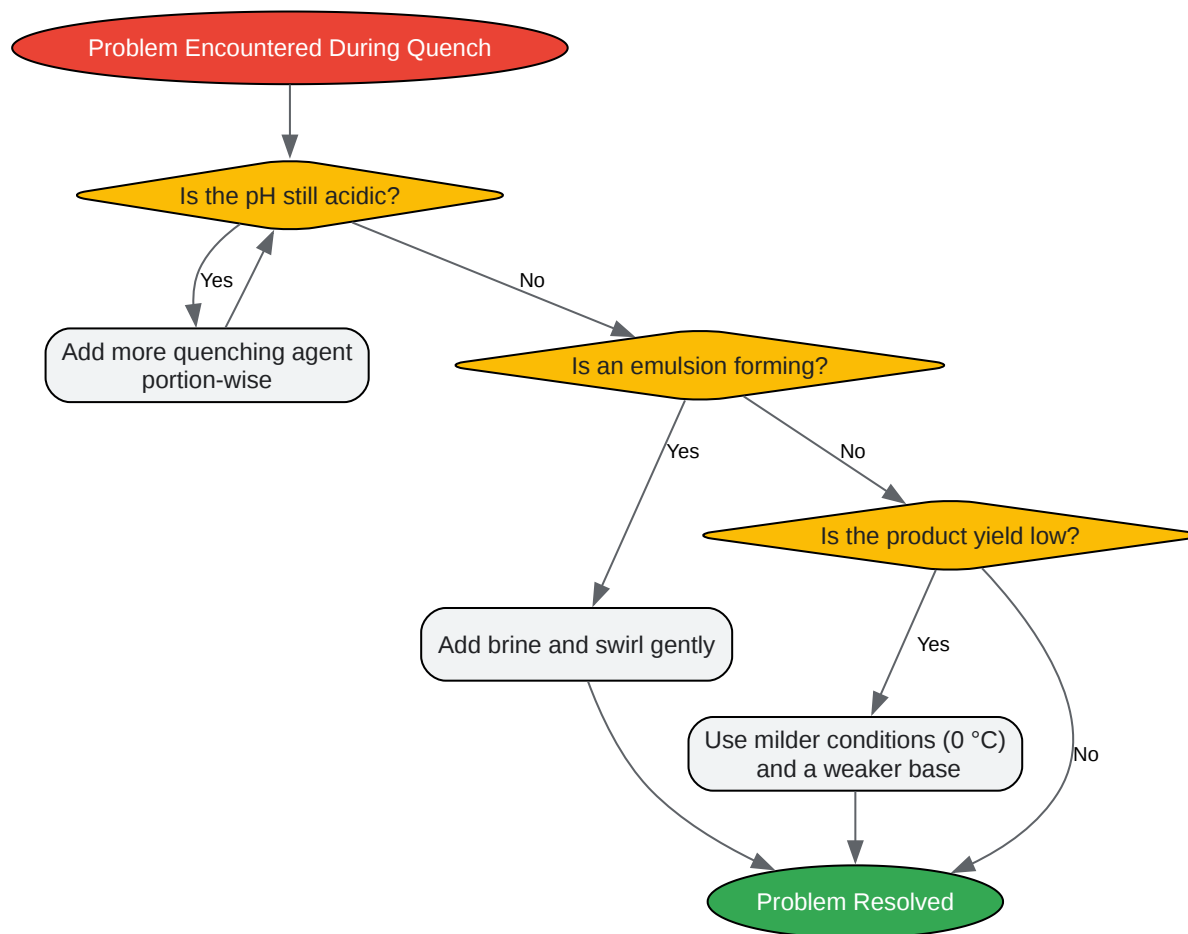 Problem Encountered During Quench
Is the pH still acidic?
Yes
No
Add more quenching agent
portion-wise
Is an emulsion forming?
Yes
No
Is the product yield low?
Add brine and swirl gently
Yes
Use milder conditions (0 °C)
and a weaker base
No
Problem Resolved